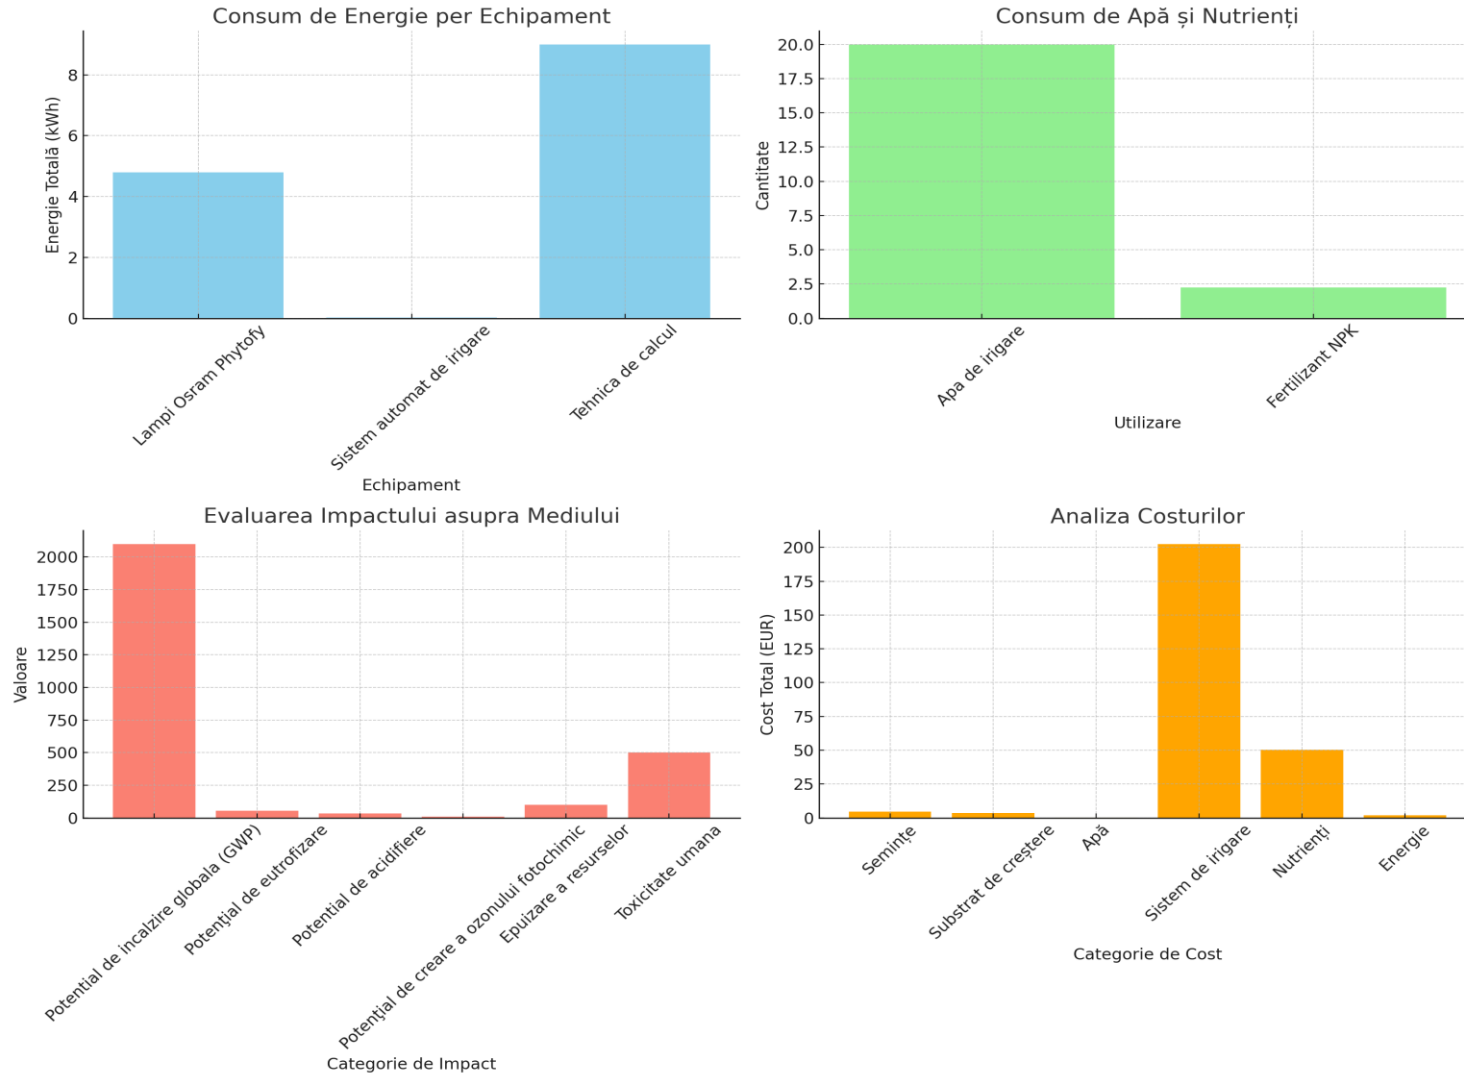 Consum de Energie per Echipament
Energie Totală (kWh)
8
6
4
2
0
Lampi Osram Phytofy
Sistem automat de irigare
Tehnica de calcul
Echipament
Consum de Apă și Nutrienți
Cantitate
20.0
17.5
15.0
12.5
10.0
7.5
5.0
2.5
0.0
Apa de irigare
Fertilizant NPK
Utilizare
Evaluarea Impactului asupra Mediului
Valoare
2000
1750
1500
1250
1000
750
500
250
0
Potential de incalzire globala (GWP)
Potențial de eutrofizare
Potential de acidifiere
Potențial de creare a ozonului fotochimic
Epuizare a resurselor
Toxicitate umana
Categorie de Impact
Analiza Costurilor
Cost Total (EUR)
200
175
150
125
100
75
50
25
0
Semințe
Substrat de creștere
Apă
Sistem de irigare
Nutrienți
Energie
Categorie de Cost